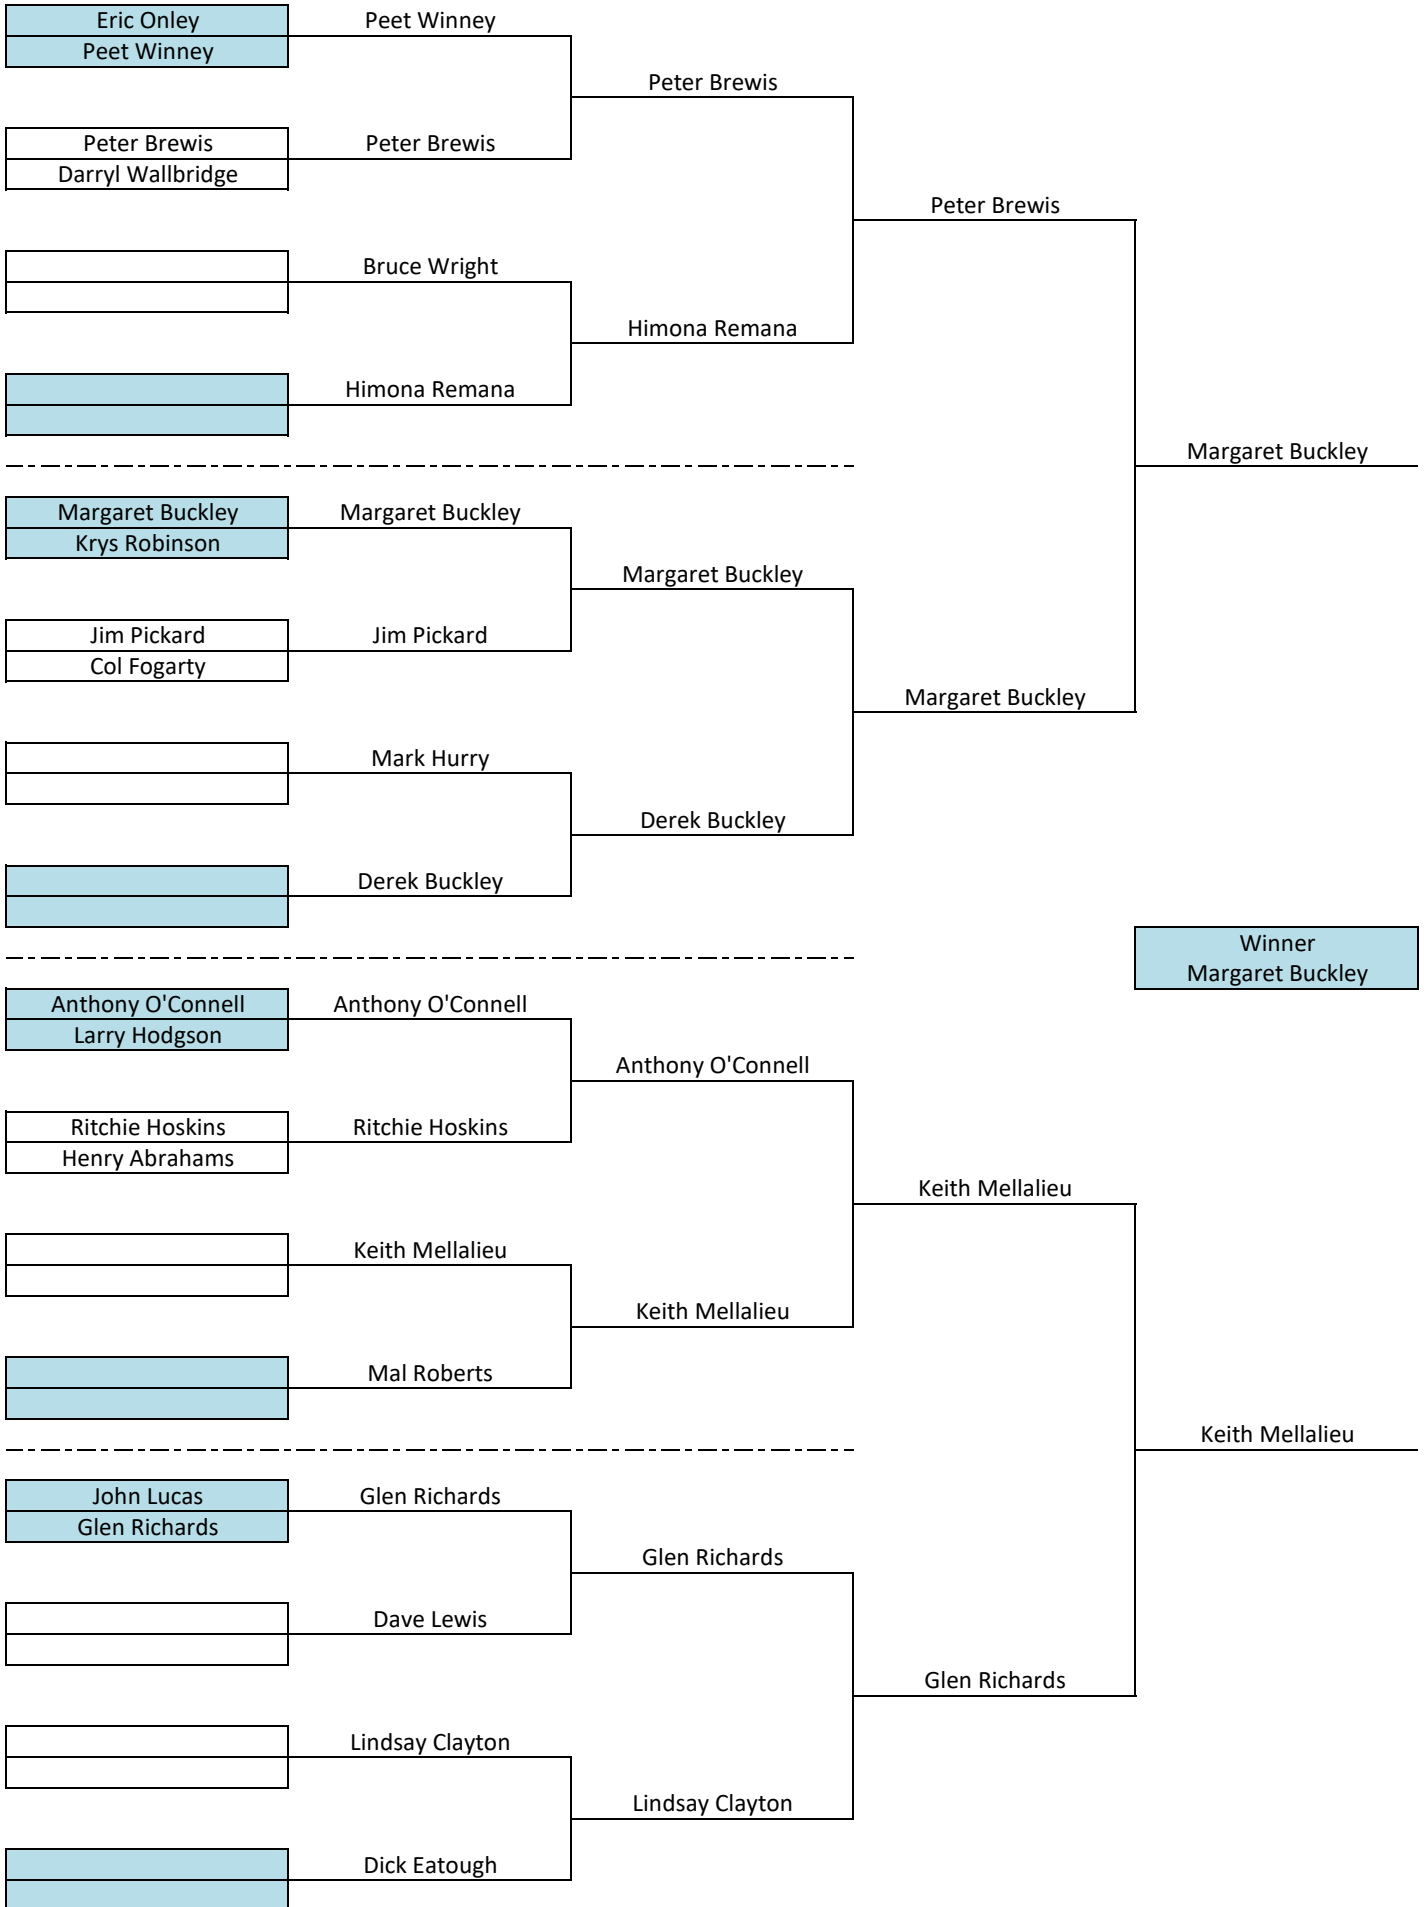 Eric Onley
Peet Winney
Peet Winney
Peter Brewis
Peter Brewis
Peter Brewis
Darryl Wallbridge
Peter Brewis
Bruce Wright
Himona Remana
Himona Remana
Margaret Buckley
Margaret Buckley
Margaret Buckley
Krys Robinson
Margaret Buckley
Jim Pickard
Jim Pickard
Col Fogarty
Margaret Buckley
Mark Hurry
Derek Buckley
Derek Buckley
Winner
Margaret Buckley
Anthony O'Connell
Anthony O'Connell
Larry Hodgson
Anthony O'Connell
Ritchie Hoskins
Ritchie Hoskins
Henry Abrahams
Keith Mellalieu
Keith Mellalieu
Keith Mellalieu
Mal Roberts
Keith Mellalieu
John Lucas
Glen Richards
Glen Richards
Glen Richards
Dave Lewis
Glen Richards
Lindsay Clayton
Lindsay Clayton
Dick Eatough